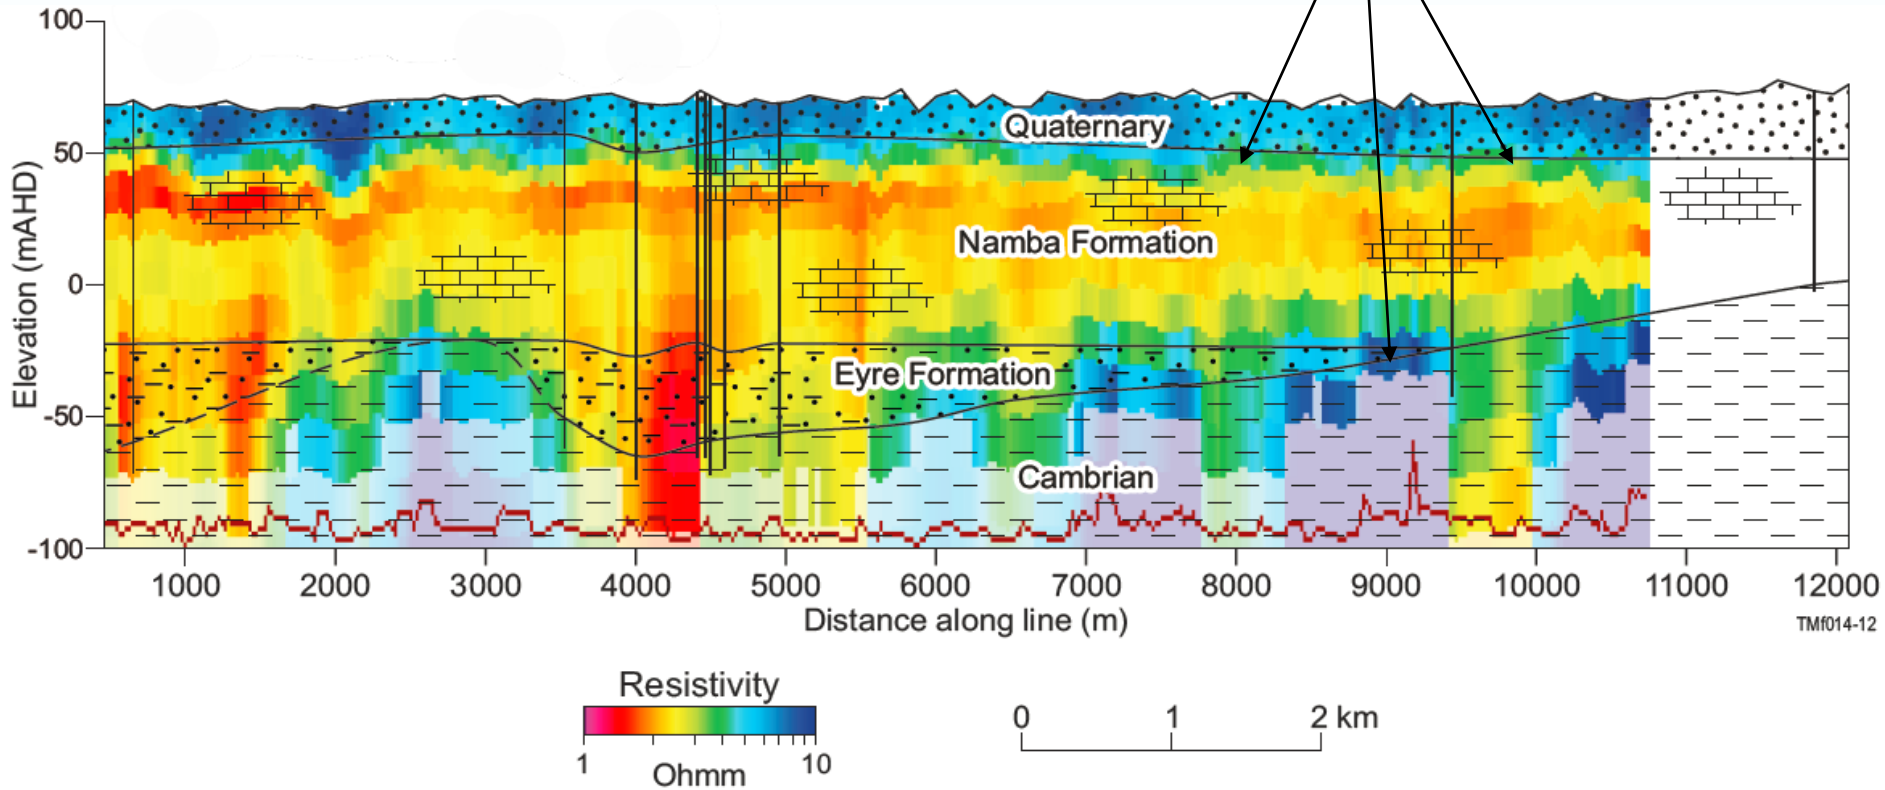 100
50
0
-50
-100
Elevation (mAHD)
Quaternary
Namba Formation
Eyre Formation
Cambrian
1000 2000 3000 4000 5000 6000 7000 8000 9000 10000 11000 12000
Distance along line (m)
TMf014-12
Resistivity
1 10
Ohmm
0 1 2 km